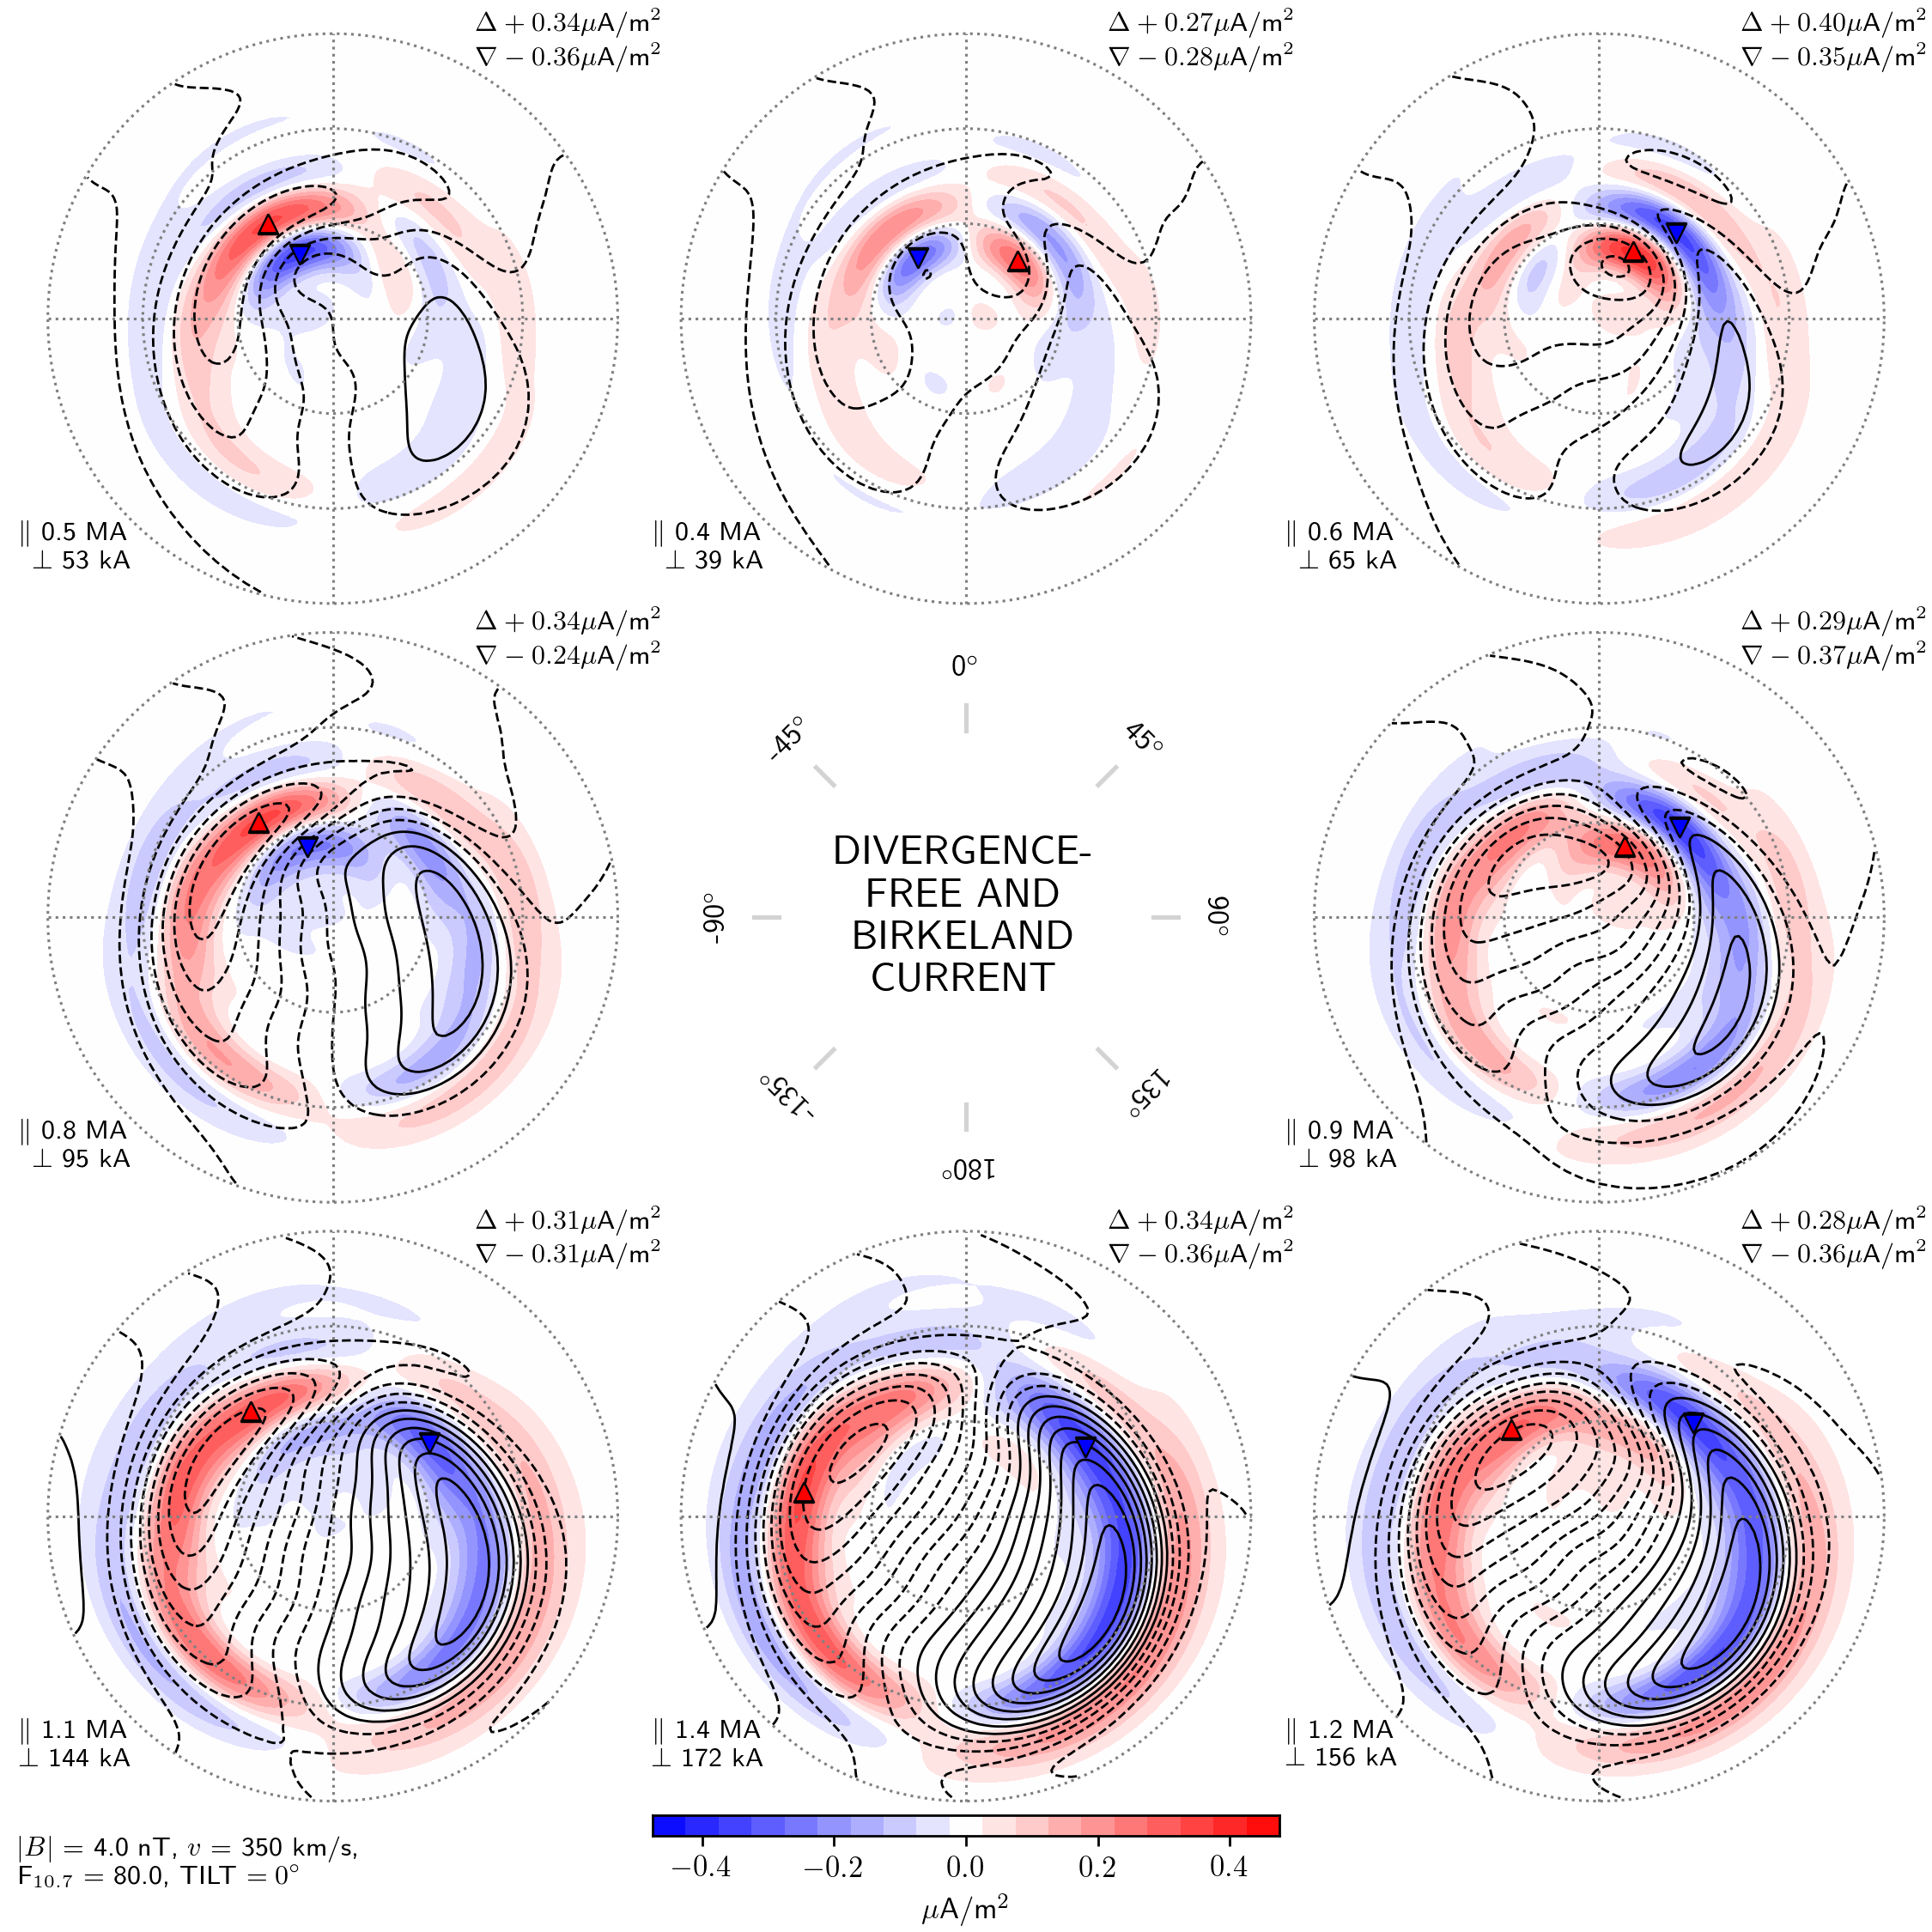 Δ + 0.34μA/m²
∇ − 0.36μA/m²
∥ 0.5 MA
⊥ 53 kA
Δ + 0.27μA/m²
∇ − 0.28μA/m²
∥ 0.4 MA
⊥ 39 kA
Δ + 0.40μA/m²
∇ − 0.35μA/m²
∥ 0.6 MA
⊥ 65 kA
Δ + 0.34μA/m²
∇ − 0.24μA/m²
∥ 0.8 MA
⊥ 95 kA
0°
45°
90°
135°
180°
-135°
-90°
-45°
DIVERGENCE-
FREE AND
BIRKELAND
CURRENT
Δ + 0.29μA/m²
∇ − 0.37μA/m²
∥ 0.9 MA
⊥ 98 kA
Δ + 0.31μA/m²
∇ − 0.31μA/m²
∥ 1.1 MA
⊥ 144 kA
Δ + 0.34μA/m²
∇ − 0.36μA/m²
∥ 1.4 MA
⊥ 172 kA
Δ + 0.28μA/m²
∇ − 0.36μA/m²
∥ 1.2 MA
⊥ 156 kA
|B| = 4.0 nT, v = 350 km/s,
F₁₀.₇ = 80.0, TILT = 0°
−0.4 −0.2 0.0 0.2 0.4
μA/m²